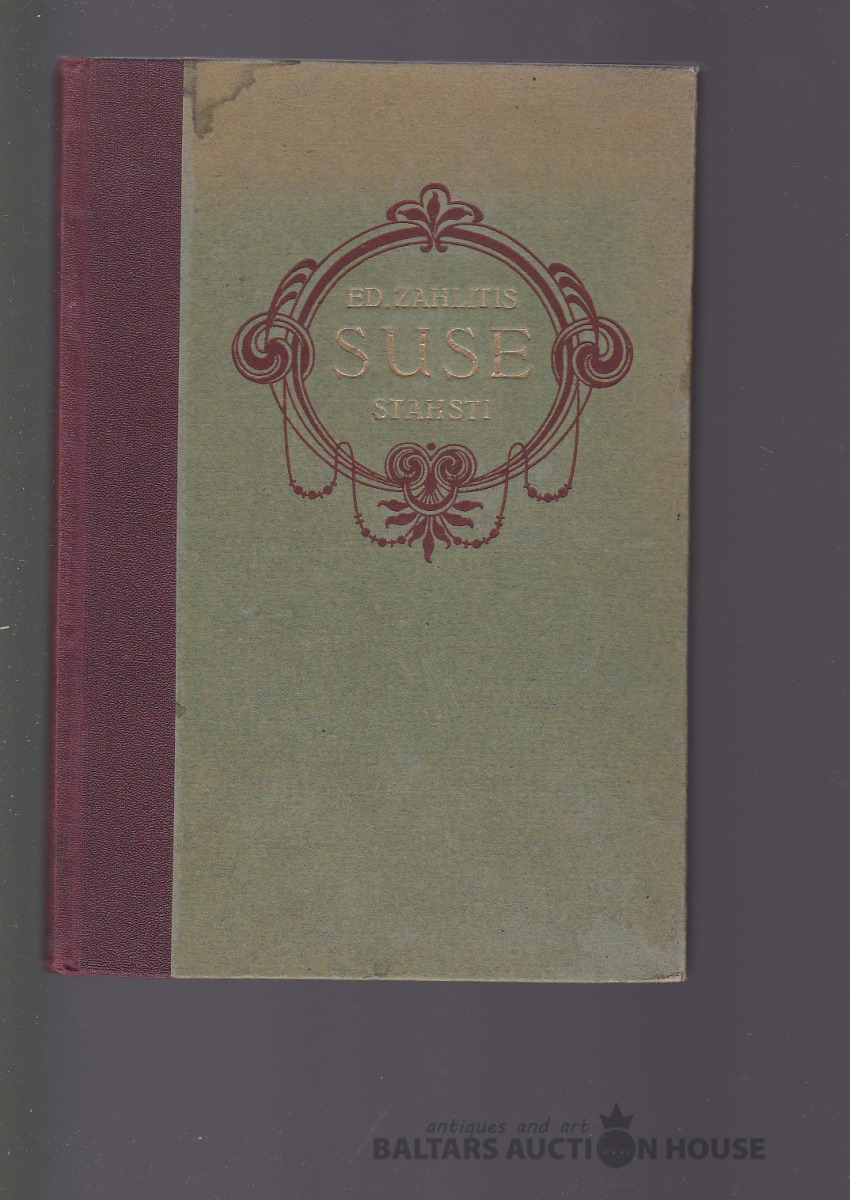 ED. ZAHLITIS
SUSE
STAHSTI
antiques and art
BALTARS AUCTION HOUSE